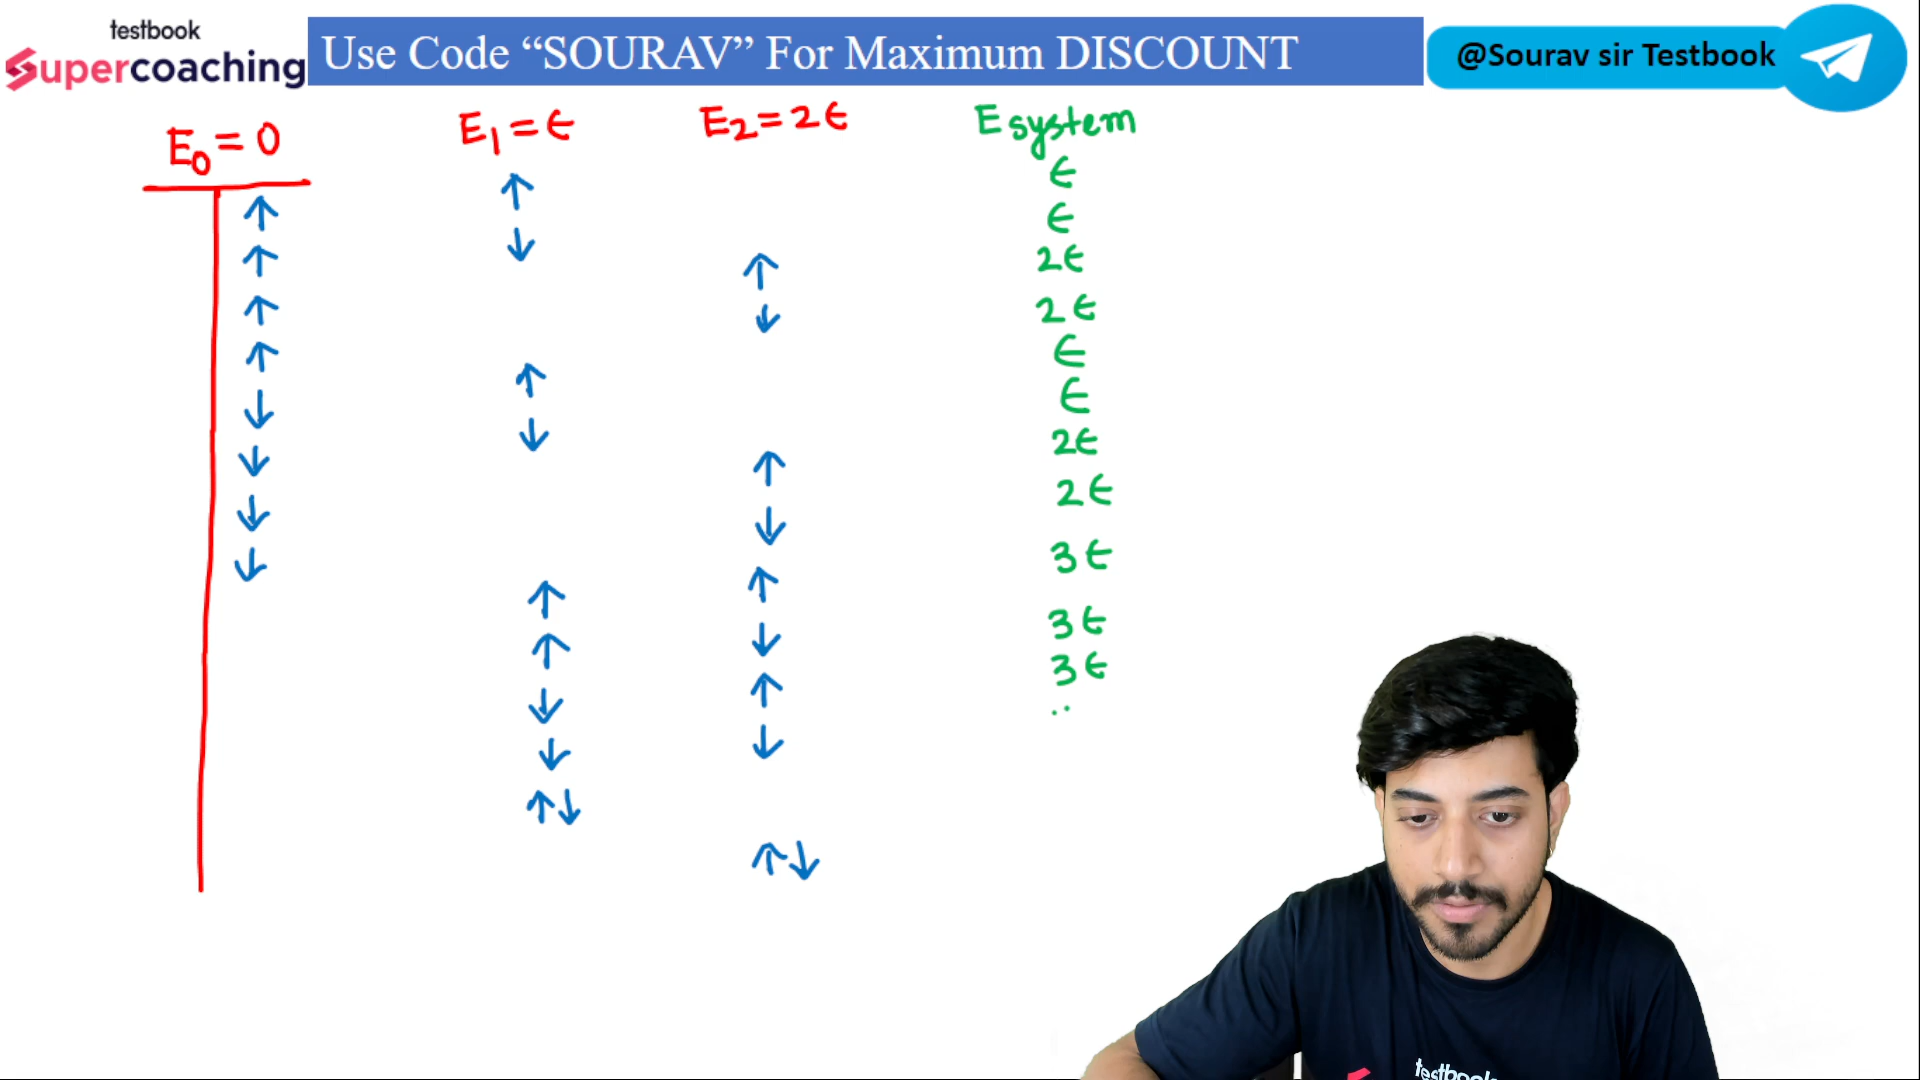 testbook
Supercoaching
Use Code “SOURAV” For Maximum DISCOUNT
@Sourav sir Testbook
E₀ = 0 E₁ = ϵ E₂ = 2ϵ E system
↑ ↑ ϵ
↑ ↓ ϵ
↑ ↑ 2ϵ
↑ ↓ 2ϵ
↓ ↑ ϵ
↓ ↓ ϵ
↓ ↑ 2ϵ
↓ ↓ 2ϵ
↑ ↑ 3ϵ
↑ ↓ 3ϵ
↓ ↑ 3ϵ
↓ ↓ ..
↑↓
↑↓
testbook